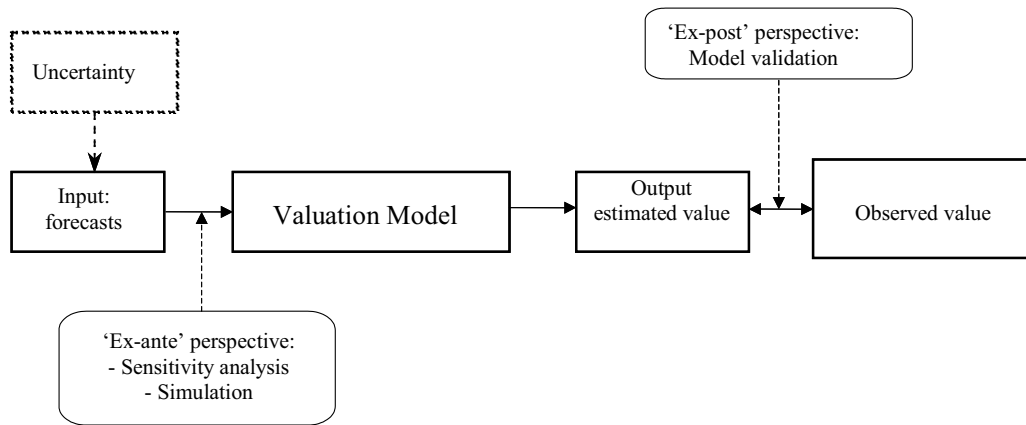 ‘Ex-post’ perspective:
Model validation
Uncertainty
Input:
forecasts
Valuation Model
Output
estimated value
Observed value
‘Ex-ante’ perspective:
- Sensitivity analysis
- Simulation